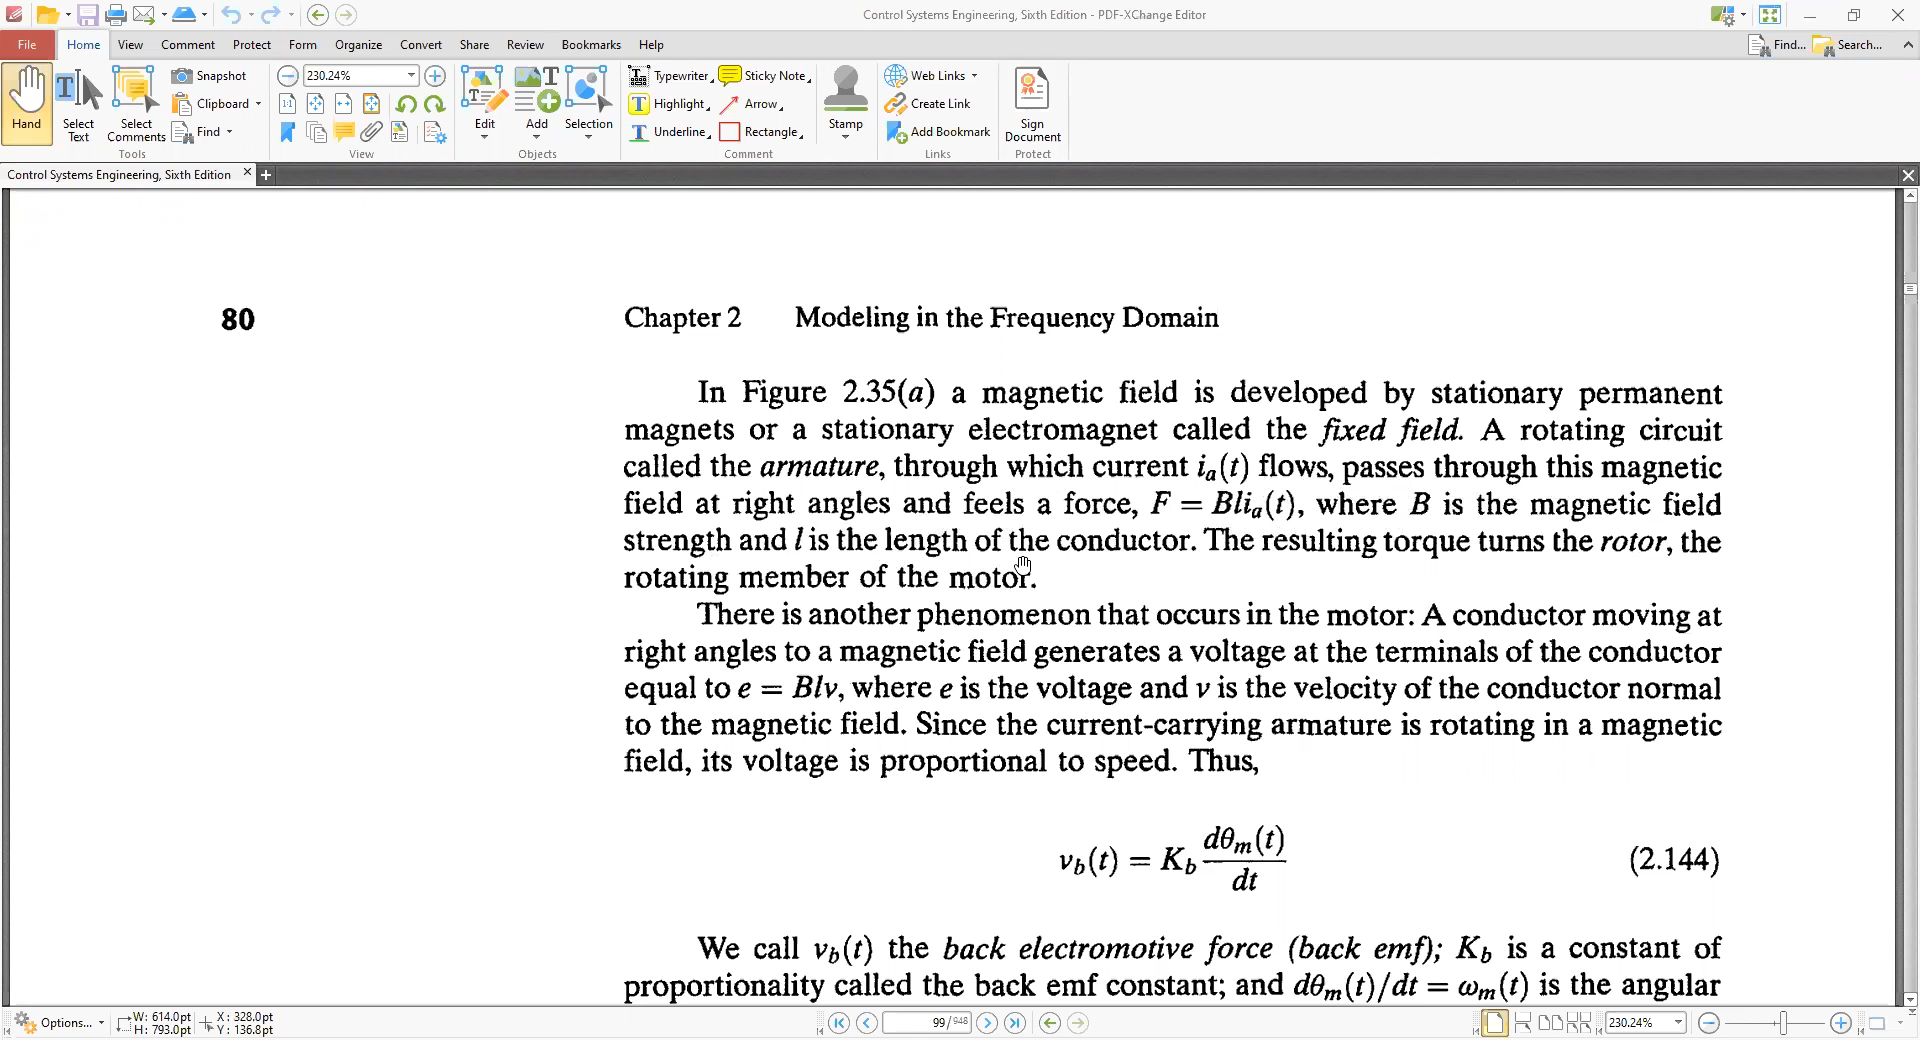 Control Systems Engineering, Sixth Edition - PDF-XChange Editor
File Home View Comment Protect Form Organize Convert Share Review Bookmarks Help Find... Search...
Hand
Select Text
Select Comments
Tools
Snapshot
Clipboard
Find
230.24%
1:1
View
Edit
Add
Selection
Objects
Typewriter Sticky Note
Highlight Arrow
Underline Rectangle
Comment
Stamp
Web Links
Create Link
Add Bookmark
Links
Sign Document
Protect
Control Systems Engineering, Sixth Edition
80 Chapter 2 Modeling in the Frequency Domain
In Figure 2.35(a) a magnetic field is developed by stationary permanent
magnets or a stationary electromagnet called the fixed field. A rotating circuit
called the armature, through which current iₐ(t) flows, passes through this magnetic
field at right angles and feels a force, F = Bliₐ(t), where B is the magnetic field
strength and l is the length of the conductor. The resulting torque turns the rotor, the
rotating member of the motor.
There is another phenomenon that occurs in the motor: A conductor moving at
right angles to a magnetic field generates a voltage at the terminals of the conductor
equal to e = Blv, where e is the voltage and v is the velocity of the conductor normal
to the magnetic field. Since the current-carrying armature is rotating in a magnetic
field, its voltage is proportional to speed. Thus,
v_b(t) = K_b dθ_m(t)/dt (2.144)
We call v_b(t) the back electromotive force (back emf); K_b is a constant of
proportionality called the back emf constant; and dθ_m(t)/dt = ω_m(t) is the angular
Options...
W: 614.0pt
H: 793.0pt
X: 328.0pt
Y: 136.8pt
99/948
230.24%